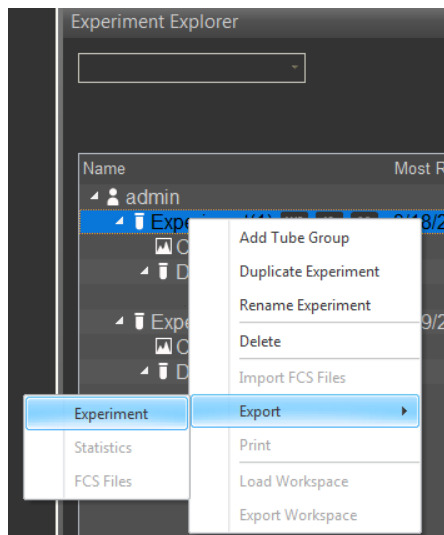 Experiment Explorer
Name Most R
admin
Add Tube Group
Duplicate Experiment
Rename Experiment
Delete
Import FCS Files
Export
Experiment
Statistics
FCS Files
Print
Load Workspace
Export Workspace